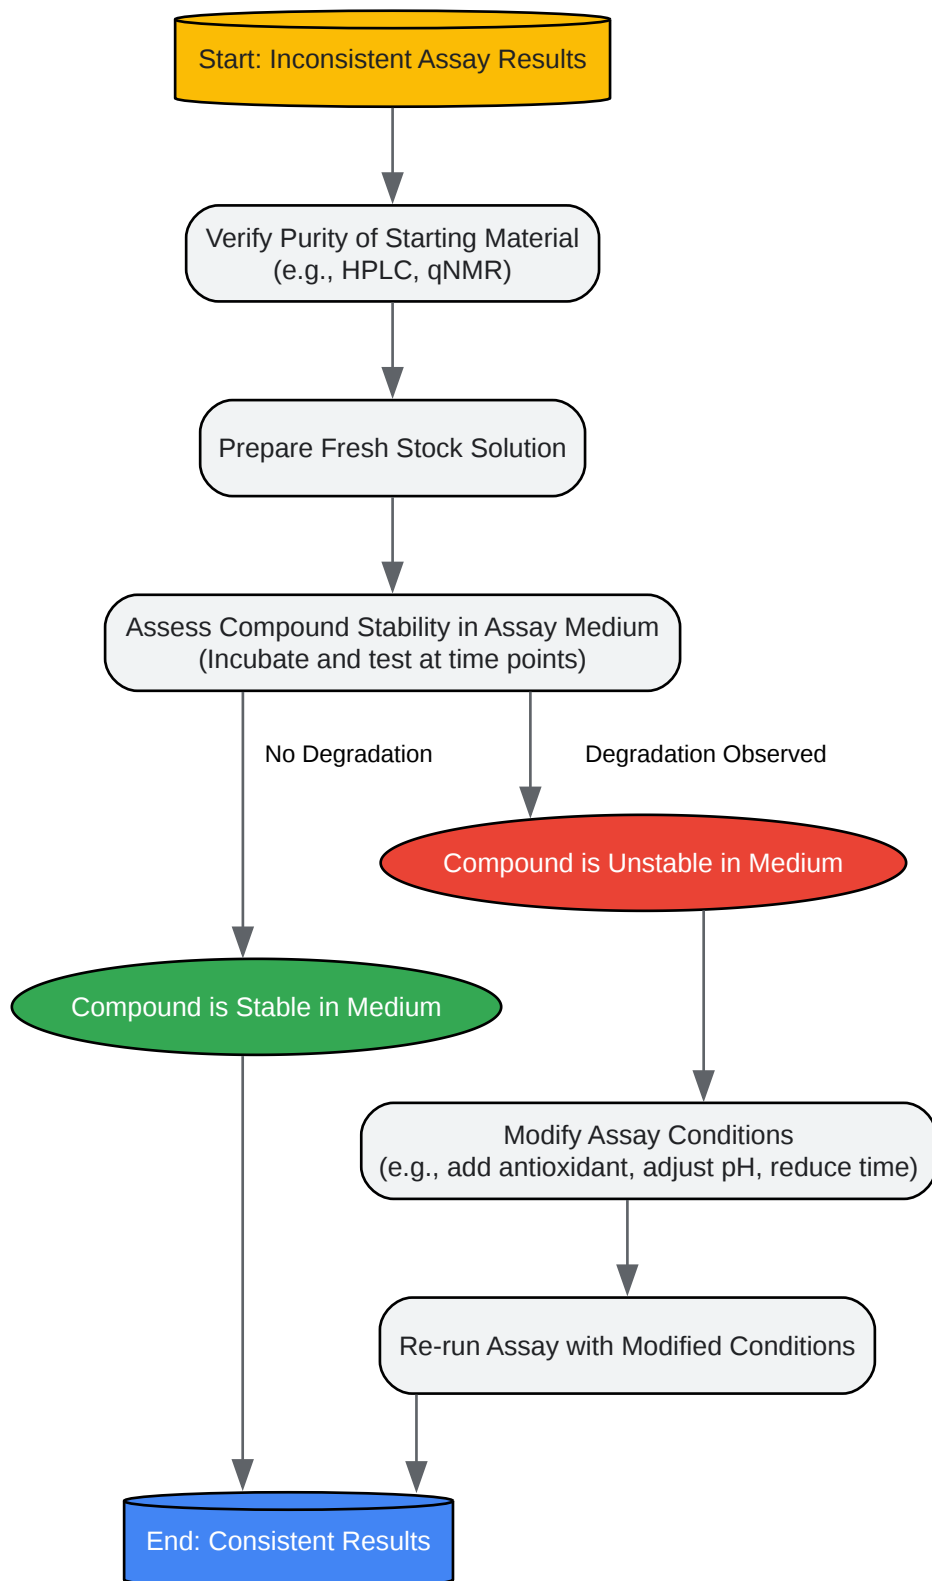 Start: Inconsistent Assay Results
Verify Purity of Starting Material
(e.g., HPLC, qNMR)
Prepare Fresh Stock Solution
Assess Compound Stability in Assay Medium
(Incubate and test at time points)
No Degradation
Degradation Observed
Compound is Unstable in Medium
Compound is Stable in Medium
Modify Assay Conditions
(e.g., add antioxidant, adjust pH, reduce time)
Re-run Assay with Modified Conditions
End: Consistent Results